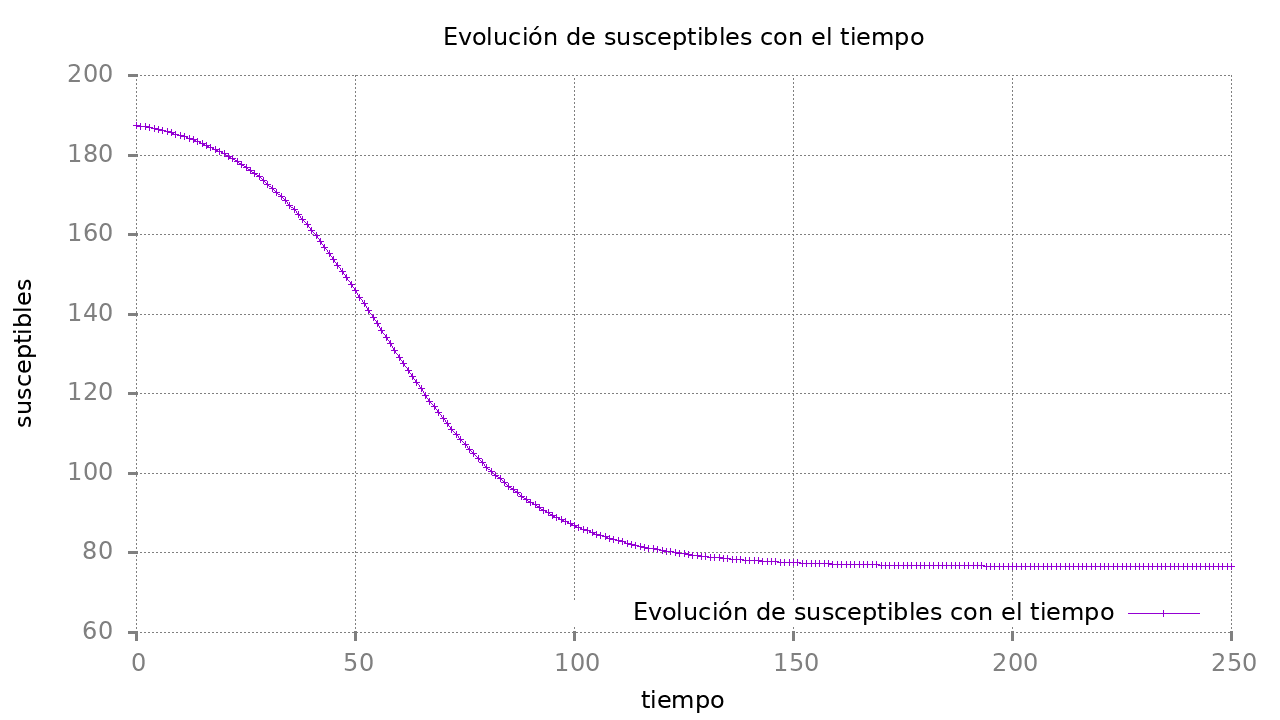 Evolución de susceptibles con el tiempo
200
180
160
140
120
100
80
60
susceptibles
Evolución de susceptibles con el tiempo
0 50 100 150 200 250
tiempo